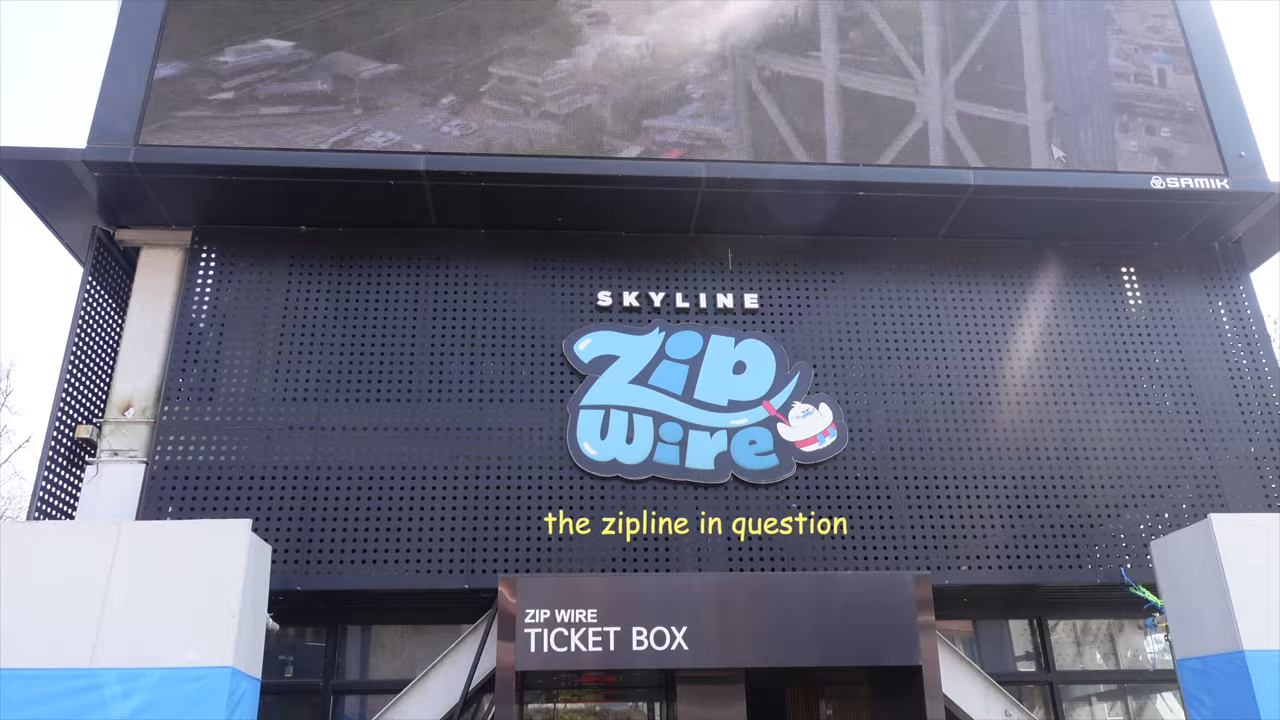 SAMIK
SKYLINE
Zip
wire
the zipline in question
ZIP WIRE
TICKET BOX